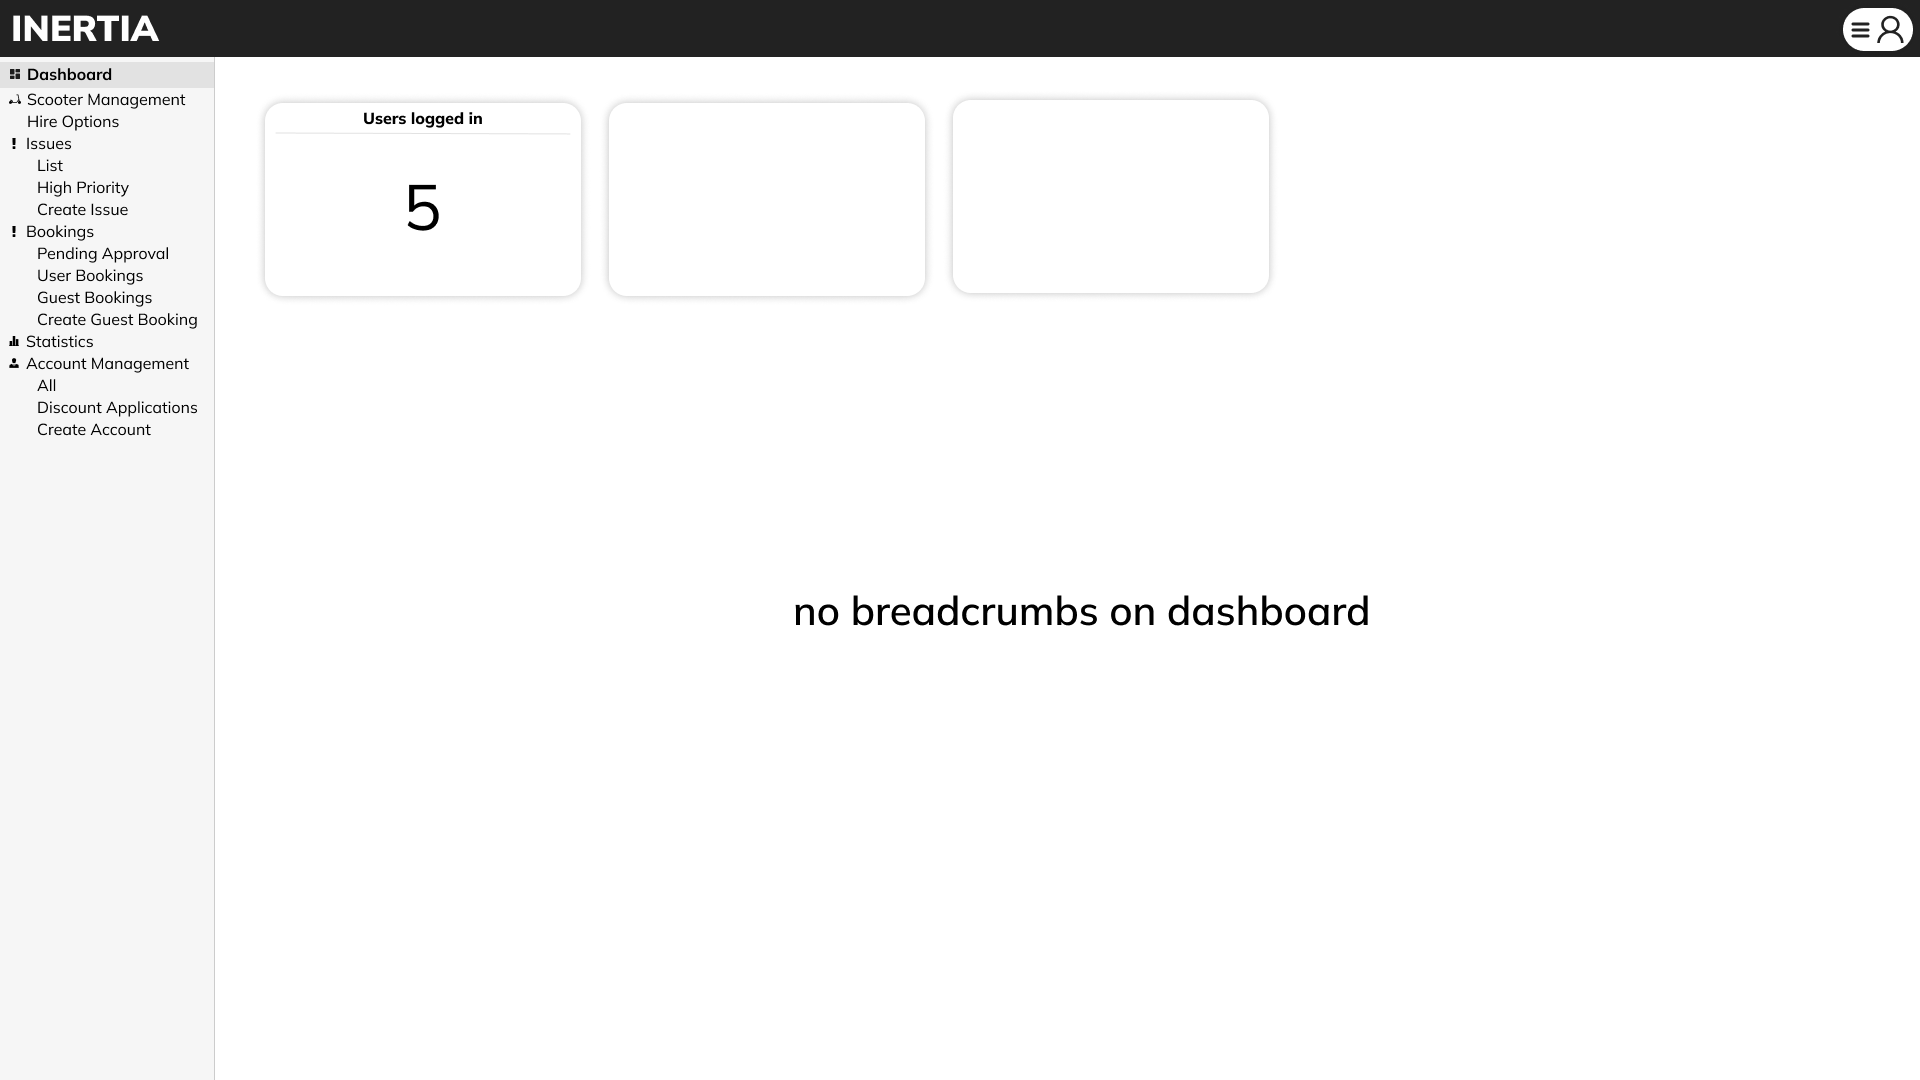 INERTIA
Dashboard
Scooter Management
Hire Options
Issues
List
High Priority
Create Issue
Bookings
Pending Approval
User Bookings
Guest Bookings
Create Guest Booking
Statistics
Account Management
All
Discount Applications
Create Account
Users logged in
5
no breadcrumbs on dashboard